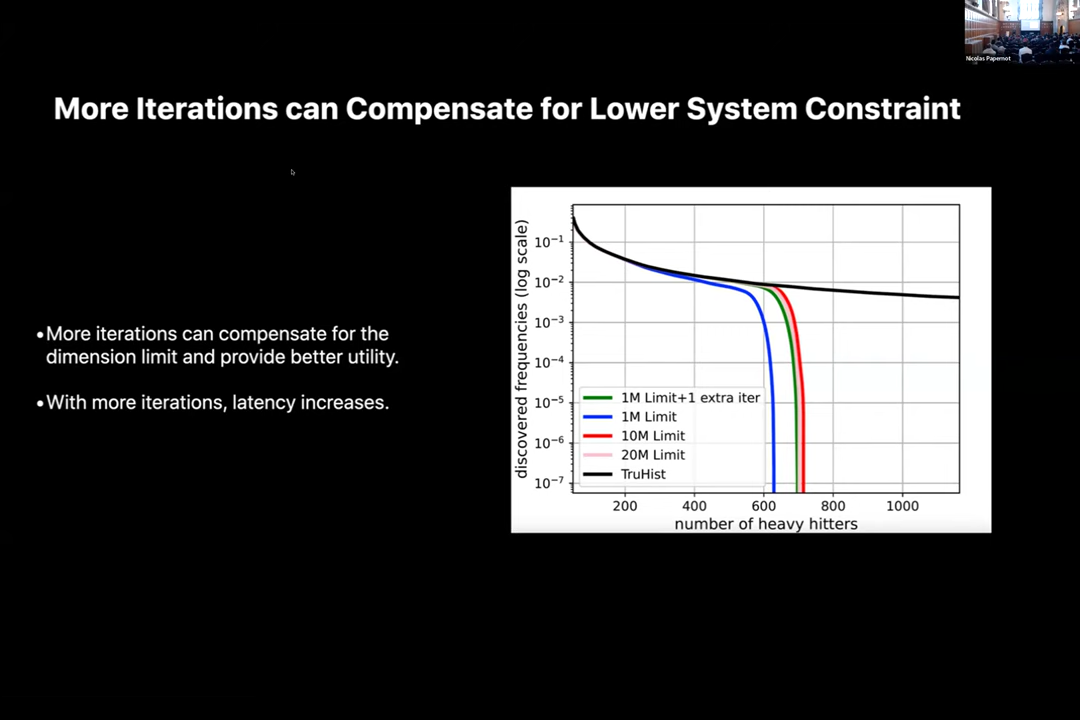 Nicolas Papernot
More Iterations can Compensate for Lower System Constraint
•More iterations can compensate for the
dimension limit and provide better utility.
•With more iterations, latency increases.
discovered frequencies (log scale)
10⁻¹
10⁻²
10⁻³
10⁻⁴
10⁻⁵
10⁻⁶
10⁻⁷
1M Limit+1 extra iter
1M Limit
10M Limit
20M Limit
TruHist
200 400 600 800 1000
number of heavy hitters